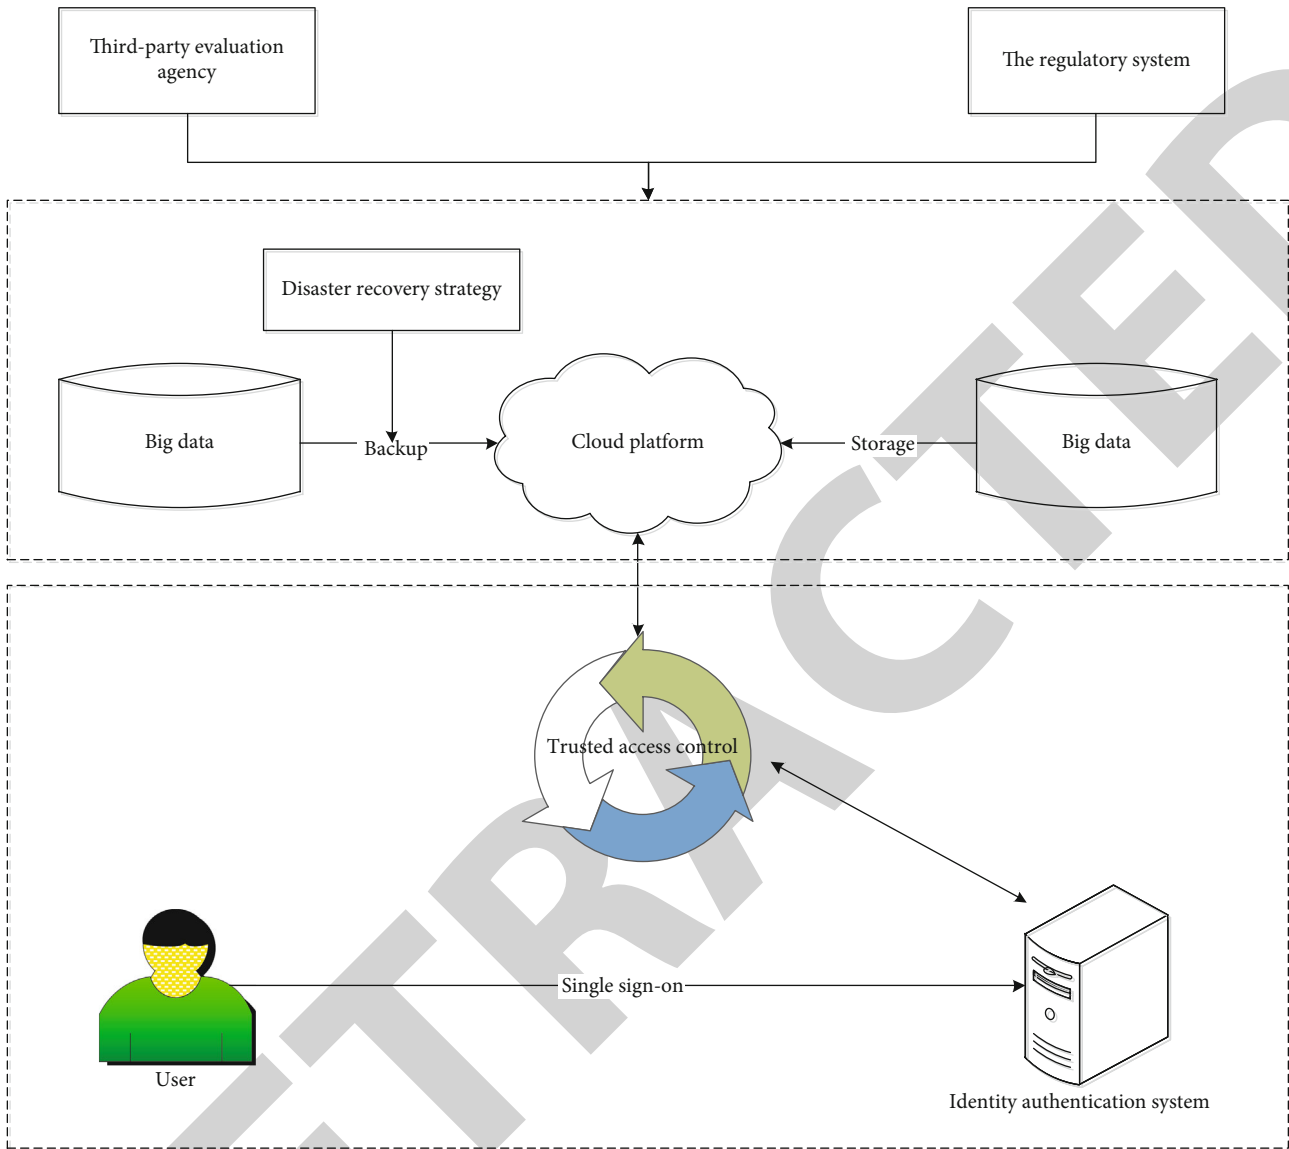 Third-party evaluation
agency
The regulatory system
Disaster recovery strategy
Big data
Backup
Cloud platform
Storage
Big data
Trusted access control
Single sign-on
User
Identity authentication system
ETRACTED